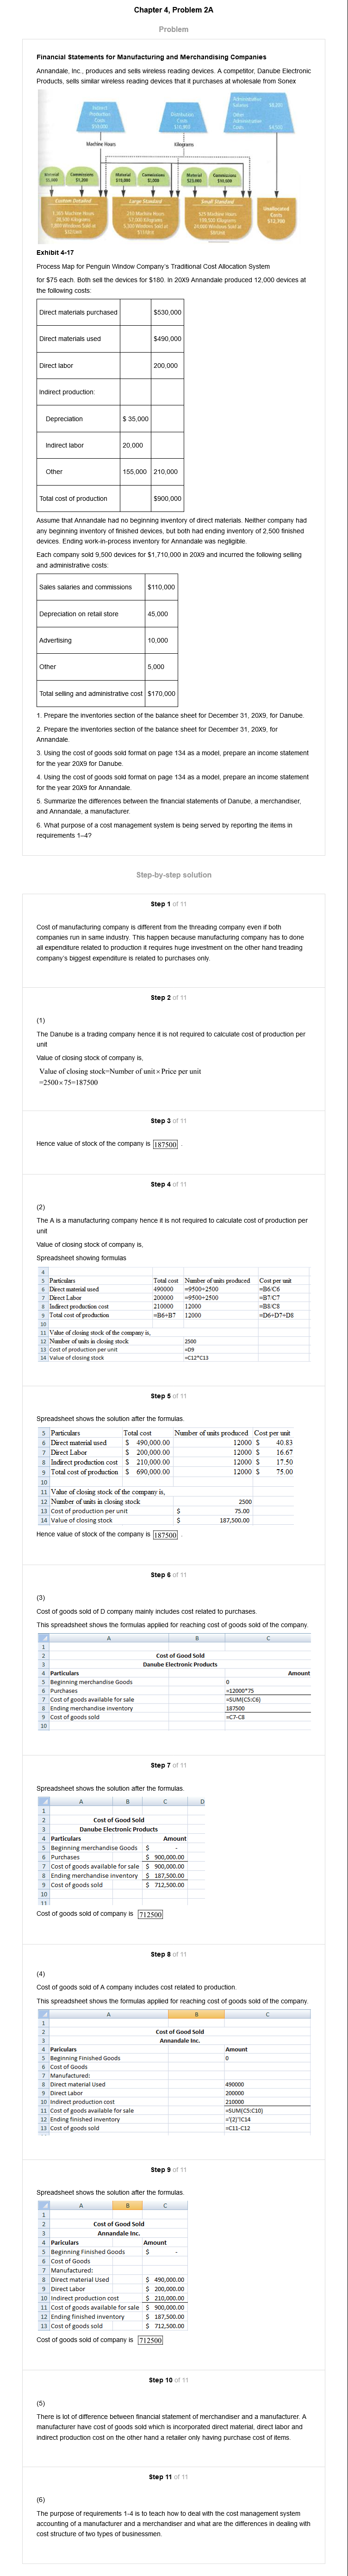 Chapter 4, Problem 2A
Problem
Financial Statements for Manufacturing and Merchandising Companies
Annandale, Inc., produces and sells wireless reading devices. A competitor, Danube Electronic
Products, sells similar wireless reading devices that it purchases at wholesale from Sonex
Machine Hours
Kilograms
Exhibit 4-17
Process Map for Penguin Window Company's Traditional Cost Allocation System
for $75 each. Both sell the devices for $180. In 20X9 Annandale produced 12,000 devices at
the following costs:
Direct materials purchased $530,000
Direct materials used $490,000
Direct labor 200,000
Indirect production:
Depreciation $ 35,000
Indirect labor 20,000
Other 155,000 210,000
Total cost of production $900,000
Assume that Annandale had no beginning inventory of direct materials. Neither company had
any beginning inventory of finished devices, but both had ending inventory of 2,500 finished
devices. Ending work-in-process inventory for Annandale was negligible.
Each company sold 9,500 devices for $1,710,000 in 20X9 and incurred the following selling
and administrative costs:
Sales salaries and commissions $110,000
Depreciation on retail store 45,000
Advertising 10,000
Other 5,000
Total selling and administrative cost $170,000
1. Prepare the inventories section of the balance sheet for December 31, 20X9, for Danube.
2. Prepare the inventories section of the balance sheet for December 31, 20X9, for
Annandale.
3. Using the cost of goods sold format on page 134 as a model, prepare an income statement
for the year 20X9 for Danube.
4. Using the cost of goods sold format on page 134 as a model, prepare an income statement
for the year 20X9 for Annandale.
5. Summarize the differences between the financial statements of Danube, a merchandiser,
and Annandale, a manufacturer.
6. What purpose of a cost management system is being served by reporting the items in
requirements 1–4?
Step-by-step solution
Step 1 of 11
Cost of manufacturing company is different from the threading company even if both
companies run in same industry. This happen because manufacturing company has to done
all expenditure related to production it requires huge investment on the other hand treading
company's biggest expenditure is related to purchases only.
Step 2 of 11
(1)
The Danube is a trading company hence it is not required to calculate cost of production per
unit
Value of closing stock of company is,
Value of closing stock=Number of unit × Price per unit
=2500×75=187500
Step 3 of 11
Hence value of stock of the company is 187500 .
Step 4 of 11
(2)
The A is a manufacturing company hence it is not required to calculate cost of production per
unit
Value of closing stock of company is,
Spreadsheet showing formulas
4
5 Particulars Total cost Number of units produced Cost per unit
6 Direct material used 490000 =9500+2500 =B6/C6
7 Direct Labor 200000 =9500+2500 =B7/C7
8 Indirect production cost 210000 12000 =B8/C8
9 Total cost of production =B6+B7 12000 =D6+D7+D8
10
11 Value of closing stock of the company is,
12 Number of units in closing stock 2500
13 Cost of production per unit =D9
14 Value of closing stock =C12*C13
Step 5 of 11
Spreadsheet shows the solution after the formulas.
5 Particulars Total cost Number of units produced Cost per unit
6 Direct material used $ 490,000.00 12000 $ 40.83
7 Direct Labor $ 200,000.00 12000 $ 16.67
8 Indirect production cost $ 210,000.00 12000 $ 17.50
9 Total cost of production $ 690,000.00 12000 $ 75.00
10
11 Value of closing stock of the company is,
12 Number of units in closing stock 2500
13 Cost of production per unit $ 75.00
14 Value of closing stock $ 187,500.00
Hence value of stock of the company is 187500 .
Step 6 of 11
(3)
Cost of goods sold of D company mainly includes cost related to purchases.
This spreadsheet shows the formulas applied for reaching cost of goods sold of the company.
A B C
1
2 Cost of Good Sold
3 Danube Electronic Products
4 Particulars Amount
5 Beginning merchandise Goods 0
6 Purchases =12000*75
7 Cost of goods available for sale =SUM(C5:C6)
8 Ending merchandise inventory 187500
9 Cost of goods sold =C7-C8
10
Step 7 of 11
Spreadsheet shows the solution after the formulas.
A B C D
1
2 Cost of Good Sold
3 Danube Electronic Products
4 Particulars Amount
5 Beginning merchandise Goods $ -
6 Purchases $ 900,000.00
7 Cost of goods available for sale $ 900,000.00
8 Ending merchandise inventory $ 187,500.00
9 Cost of goods sold $ 712,500.00
10
11
Cost of goods sold of company is 712500
Step 8 of 11
(4)
Cost of goods sold of A company includes cost related to production.
This spreadsheet shows the formulas applied for reaching cost of goods sold of the company.
A B C
1
2 Cost of Good Sold
3 Annandale Inc.
4 Pariculars Amount
5 Beginning Finished Goods 0
6 Cost of Goods
7 Manufactured:
8 Direct material Used 490000
9 Direct Labor 200000
10 Indirect production cost 210000
11 Cost of goods available for sale =SUM(C5:C10)
12 Ending finished inventory ='(2)'!C14
13 Cost of goods sold =C11-C12
Step 9 of 11
Spreadsheet shows the solution after the formulas.
A B C
1
2 Cost of Good Sold
3 Annandale Inc.
4 Pariculars Amount
5 Beginning Finished Goods $ -
6 Cost of Goods
7 Manufactured:
8 Direct material Used $ 490,000.00
9 Direct Labor $ 200,000.00
10 Indirect production cost $ 210,000.00
11 Cost of goods available for sale $ 900,000.00
12 Ending finished inventory $ 187,500.00
13 Cost of goods sold $ 712,500.00
Cost of goods sold of company is 712500
Step 10 of 11
(5)
There is lot of difference between financial statement of merchandiser and a manufacturer. A
manufacturer have cost of goods sold which is incorporated direct material, direct labor and
indirect production cost on the other hand a retailer only having purchase cost of items.
Step 11 of 11
(6)
The purpose of requirements 1-4 is to teach how to deal with the cost management system
accounting of a manufacturer and a merchandiser and what are the differences in dealing with
cost structure of two types of businessmen.